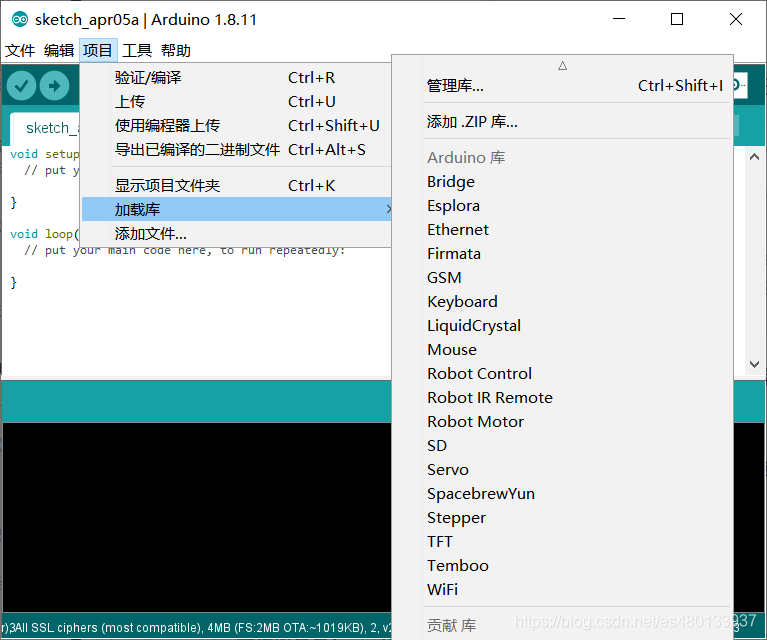 sketch_apr05a | Arduino 1.8.11
文件 编辑 项目 工具 帮助
验证/编译 Ctrl+R
上传 Ctrl+U
使用编程器上传 Ctrl+Shift+U
导出已编译的二进制文件 Ctrl+Alt+S
显示项目文件夹 Ctrl+K
加载库
添加文件...
管理库... Ctrl+Shift+I
添加 .ZIP 库...
Arduino 库
Bridge
Esplora
Ethernet
Firmata
GSM
Keyboard
LiquidCrystal
Mouse
Robot Control
Robot IR Remote
Robot Motor
SD
Servo
SpacebrewYun
Stepper
TFT
Temboo
WiFi
贡献 库
sketch_a
void setup
// put y
}
void loop(
// put your main code here, to run repeatedly:
}
r)3All SSL ciphers (most compatible), 4MB (FS:2MB OTA:~1019KB), 2, v2
https://blog.csdn.net/as480133937